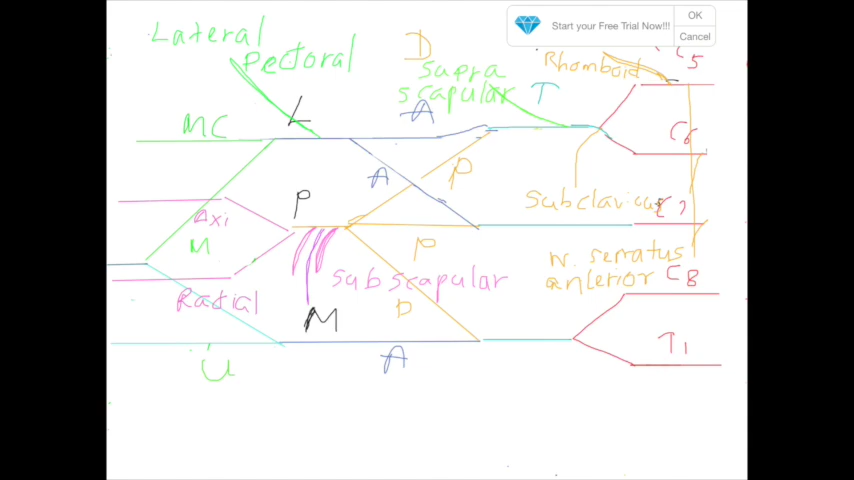 Start your Free Trial Now!!!
OK
Cancel
Lateral
Pectoral
D
supra
scapular
T
Rhomboid
C5
MC
L
A
C6
A
P
Axi
P
Subclavicus
C7
M
P
N. serratus
anterior
C8
Radial
subscapular
M
D
A
T1
U